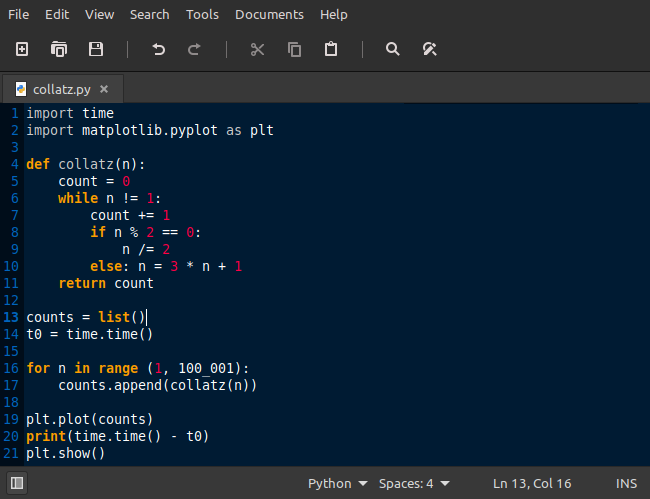 File Edit View Search Tools Documents Help
collatz.py ×
1 import time
2 import matplotlib.pyplot as plt
3
4 def collatz(n):
5     count = 0
6     while n != 1:
7         count += 1
8         if n % 2 == 0:
9             n /= 2
10         else: n = 3 * n + 1
11     return count
12
13 counts = list()
14 t0 = time.time()
15
16 for n in range (1, 100_001):
17     counts.append(collatz(n))
18
19 plt.plot(counts)
20 print(time.time() - t0)
21 plt.show()
Python Spaces: 4 Ln 13, Col 16 INS